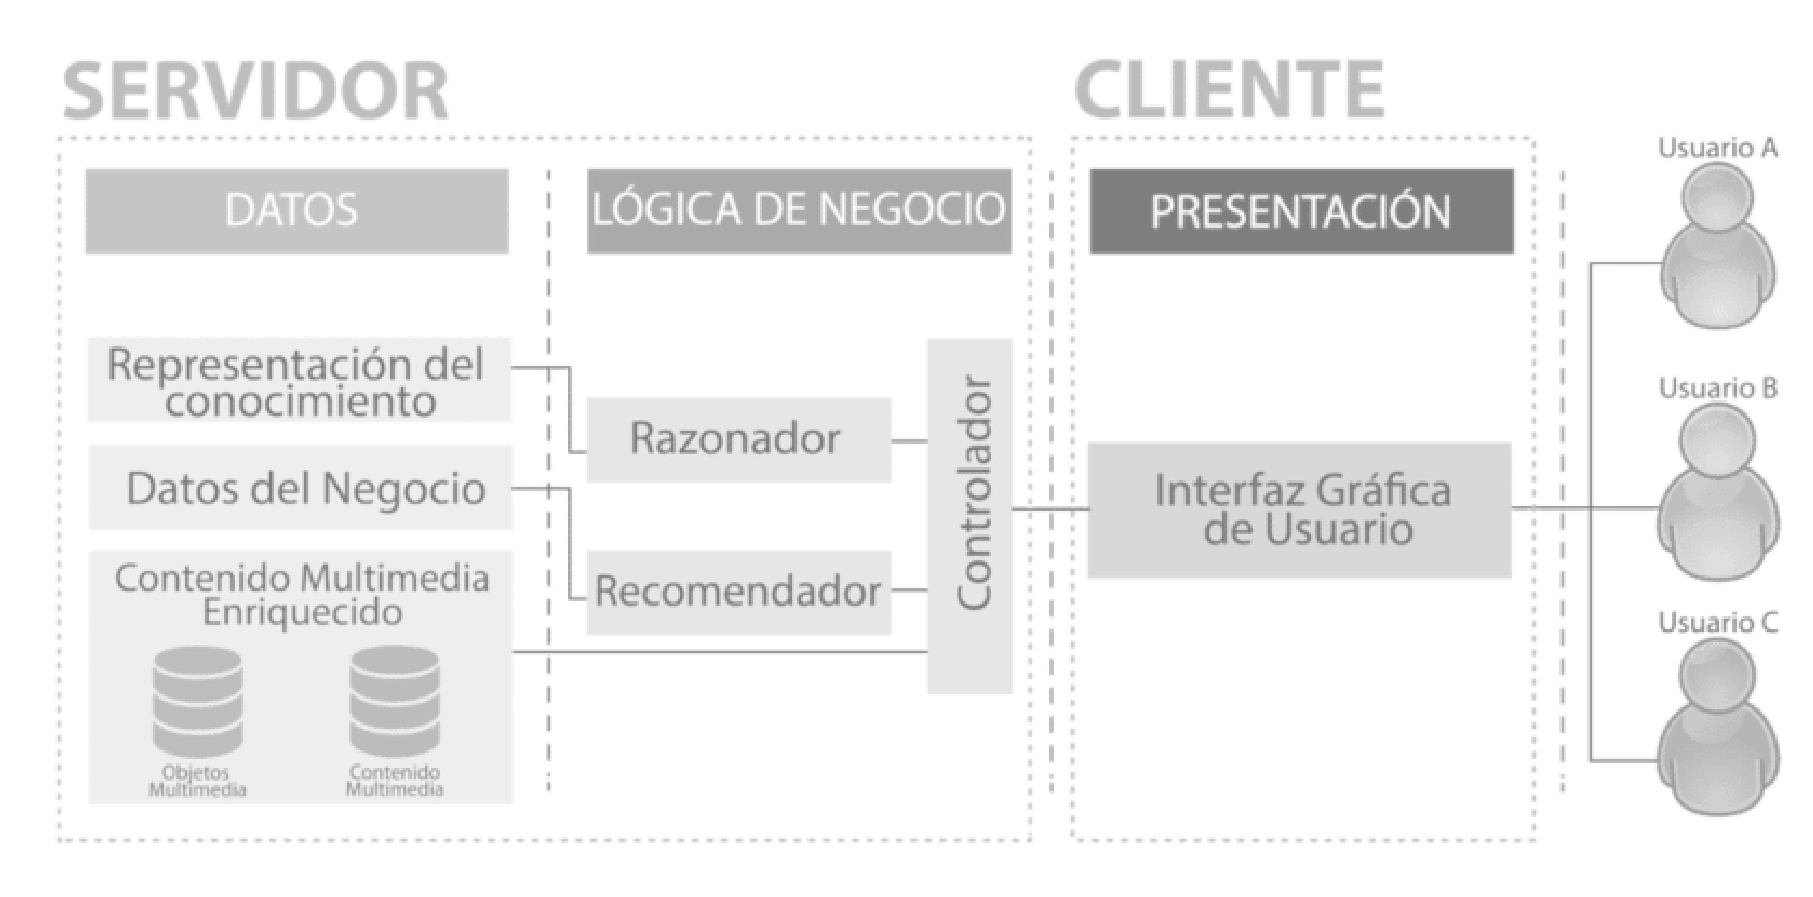 SERVIDOR
CLIENTE
DATOS
LÓGICA DE NEGOCIO
PRESENTACIÓN
Representación del
conocimiento
Datos del Negocio
Contenido Multimedia
Enriquecido
Objetos
Multimedia
Contenido
Multimedia
Razonador
Recomendador
Controlador
Interfaz Gráfica
de Usuario
Usuario A
Usuario B
Usuario C